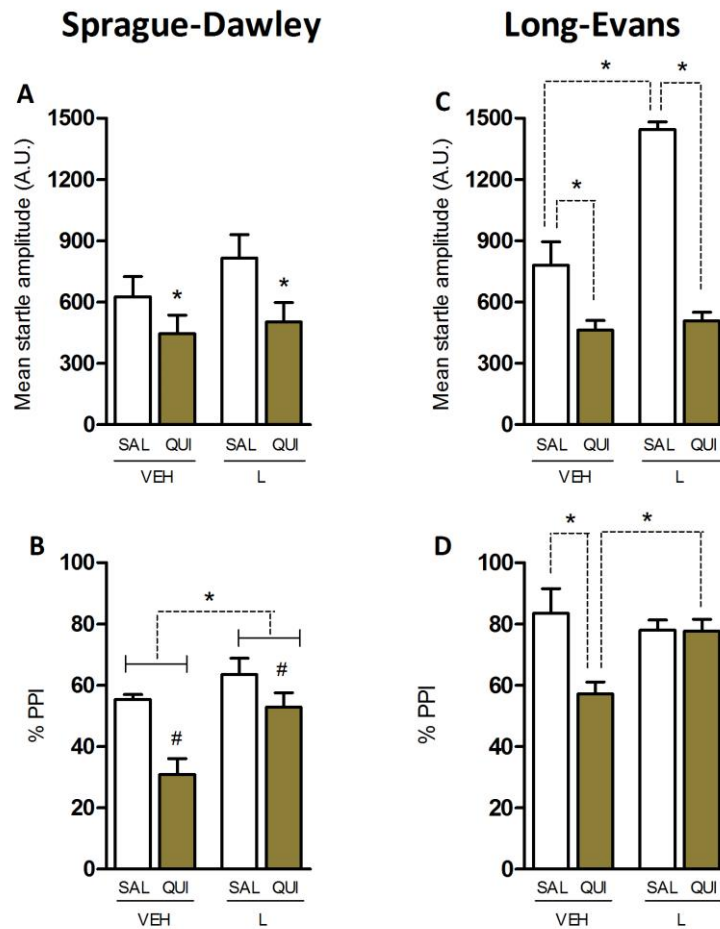 Sprague-Dawley
Long-Evans
A
Mean startle amplitude (A.U.)
1500
1200
900
600
300
0
*
*
SAL QUI SAL QUI
VEH L
C
Mean startle amplitude (A.U.)
1500
1200
900
600
300
0
*
*
*
SAL QUI SAL QUI
VEH L
B
% PPI
100
80
60
40
20
0
*
#
#
SAL QUI SAL QUI
VEH L
D
% PPI
100
80
60
40
20
0
*
*
SAL QUI SAL QUI
VEH L